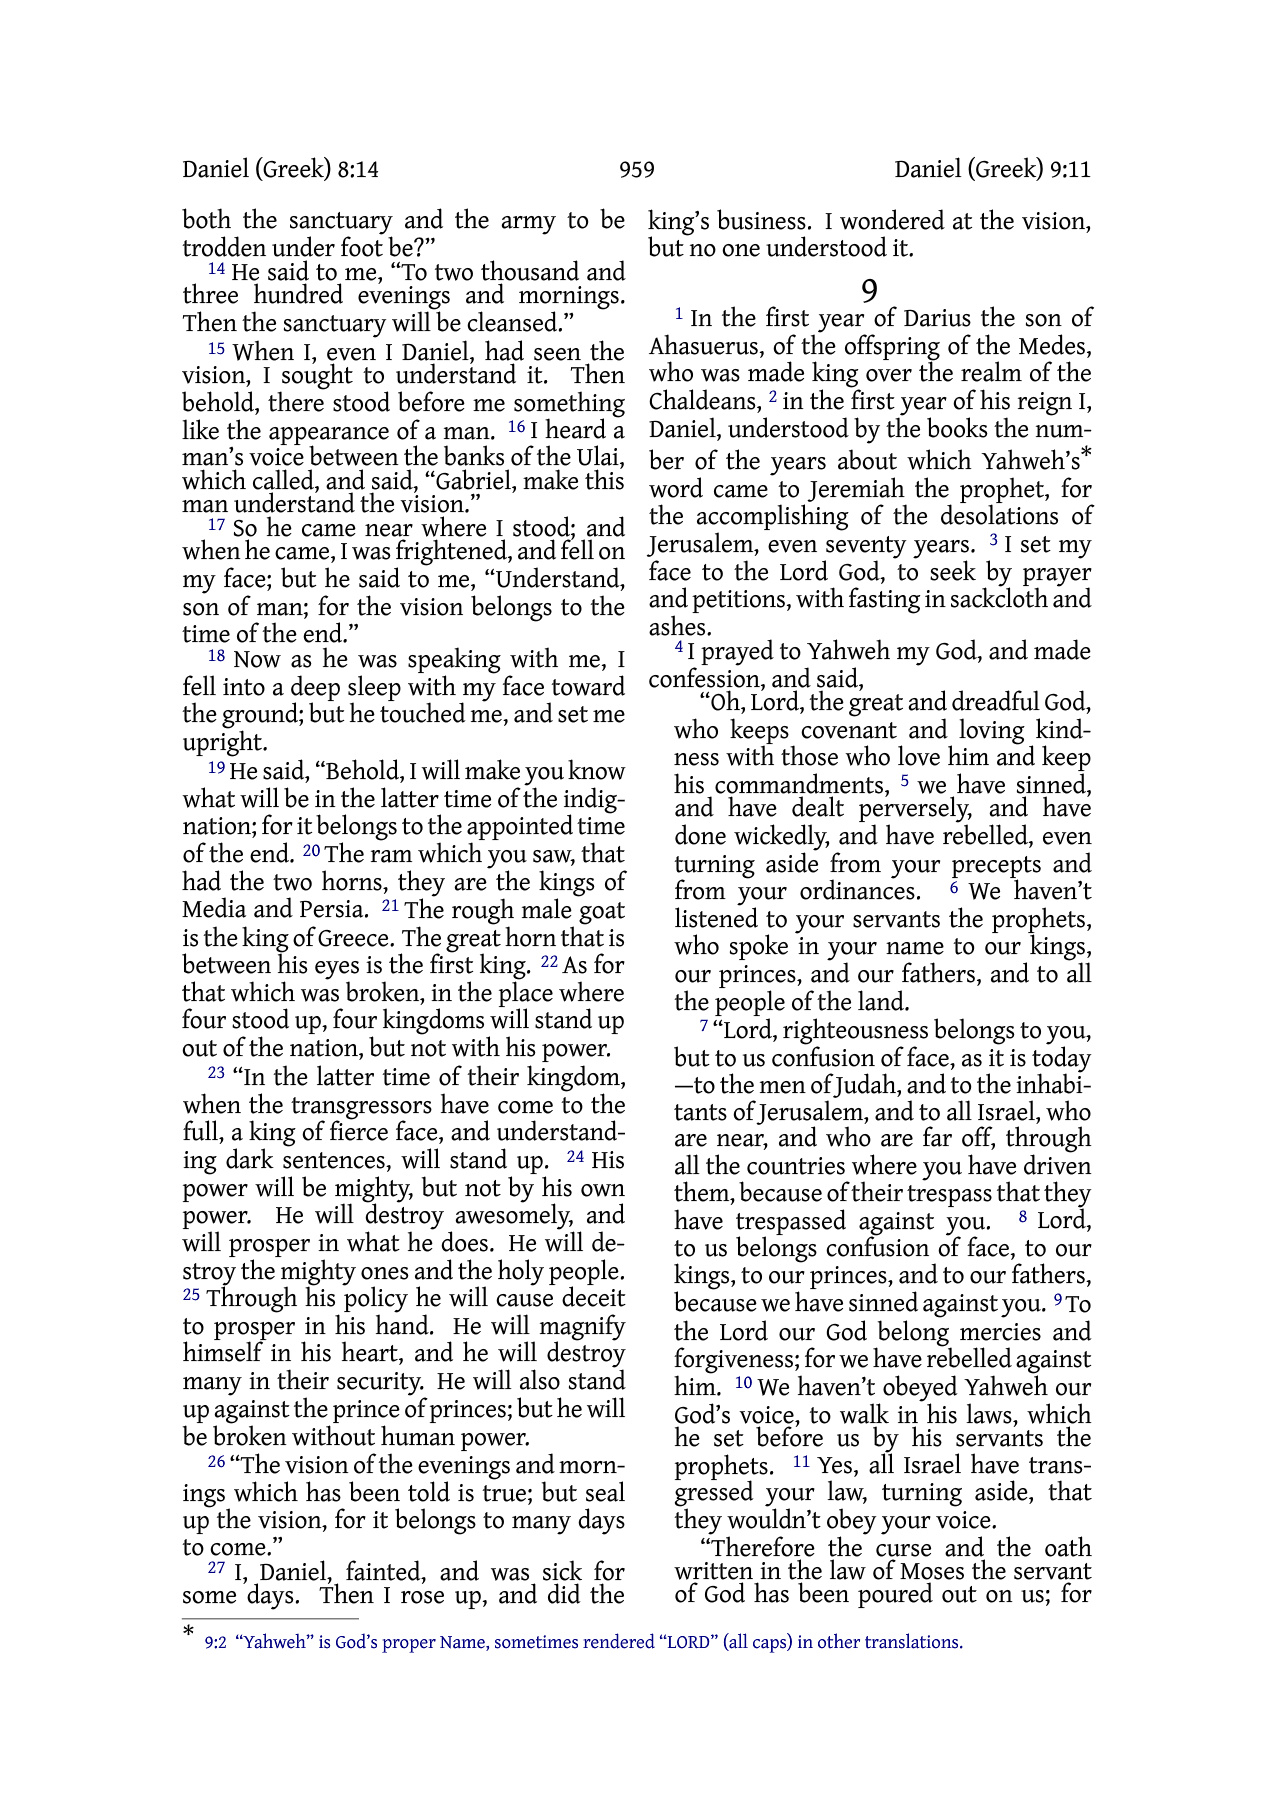 Daniel (Greek) 8:14 959 Daniel (Greek) 9:11
both the sanctuary and the army to be
trodden under foot be?”
14 He said to me, “To two thousand and
three hundred evenings and mornings.
Then the sanctuary will be cleansed.”
15 When I, even I Daniel, had seen the
vision, I sought to understand it. Then
behold, there stood before me something
like the appearance of a man. 16 I heard a
man’s voice between the banks of the Ulai,
which called, and said, “Gabriel, make this
man understand the vision.”
17 So he came near where I stood; and
when he came, I was frightened, and fell on
my face; but he said to me, “Understand,
son of man; for the vision belongs to the
time of the end.”
18 Now as he was speaking with me, I
fell into a deep sleep with my face toward
the ground; but he touched me, and set me
upright.
19 He said, “Behold, I will make you know
what will be in the latter time of the indig-
nation; for it belongs to the appointed time
of the end. 20 The ram which you saw, that
had the two horns, they are the kings of
Media and Persia. 21 The rough male goat
is the king of Greece. The great horn that is
between his eyes is the first king. 22 As for
that which was broken, in the place where
four stood up, four kingdoms will stand up
out of the nation, but not with his power.
23 “In the latter time of their kingdom,
when the transgressors have come to the
full, a king of fierce face, and understand-
ing dark sentences, will stand up. 24 His
power will be mighty, but not by his own
power. He will destroy awesomely, and
will prosper in what he does. He will de-
stroy the mighty ones and the holy people.
25 Through his policy he will cause deceit
to prosper in his hand. He will magnify
himself in his heart, and he will destroy
many in their security. He will also stand
up against the prince of princes; but he will
be broken without human power.
26 “The vision of the evenings and morn-
ings which has been told is true; but seal
up the vision, for it belongs to many days
to come.”
27 I, Daniel, fainted, and was sick for
some days. Then I rose up, and did the
king’s business. I wondered at the vision,
but no one understood it.
9
1 In the first year of Darius the son of
Ahasuerus, of the offspring of the Medes,
who was made king over the realm of the
Chaldeans, 2 in the first year of his reign I,
Daniel, understood by the books the num-
ber of the years about which Yahweh’s*
word came to Jeremiah the prophet, for
the accomplishing of the desolations of
Jerusalem, even seventy years. 3 I set my
face to the Lord God, to seek by prayer
and petitions, with fasting in sackcloth and
ashes.
4 I prayed to Yahweh my God, and made
confession, and said,
“Oh, Lord, the great and dreadful God,
who keeps covenant and loving kind-
ness with those who love him and keep
his commandments, 5 we have sinned,
and have dealt perversely, and have
done wickedly, and have rebelled, even
turning aside from your precepts and
from your ordinances. 6 We haven’t
listened to your servants the prophets,
who spoke in your name to our kings,
our princes, and our fathers, and to all
the people of the land.
7 “Lord, righteousness belongs to you,
but to us confusion of face, as it is today
—to the men of Judah, and to the inhabi-
tants of Jerusalem, and to all Israel, who
are near, and who are far off, through
all the countries where you have driven
them, because of their trespass that they
have trespassed against you. 8 Lord,
to us belongs confusion of face, to our
kings, to our princes, and to our fathers,
because we have sinned against you. 9 To
the Lord our God belong mercies and
forgiveness; for we have rebelled against
him. 10 We haven’t obeyed Yahweh our
God’s voice, to walk in his laws, which
he set before us by his servants the
prophets. 11 Yes, all Israel have trans-
gressed your law, turning aside, that
they wouldn’t obey your voice.
“Therefore the curse and the oath
written in the law of Moses the servant
of God has been poured out on us; for
* 9:2 “Yahweh” is God’s proper Name, sometimes rendered “LORD” (all caps) in other translations.